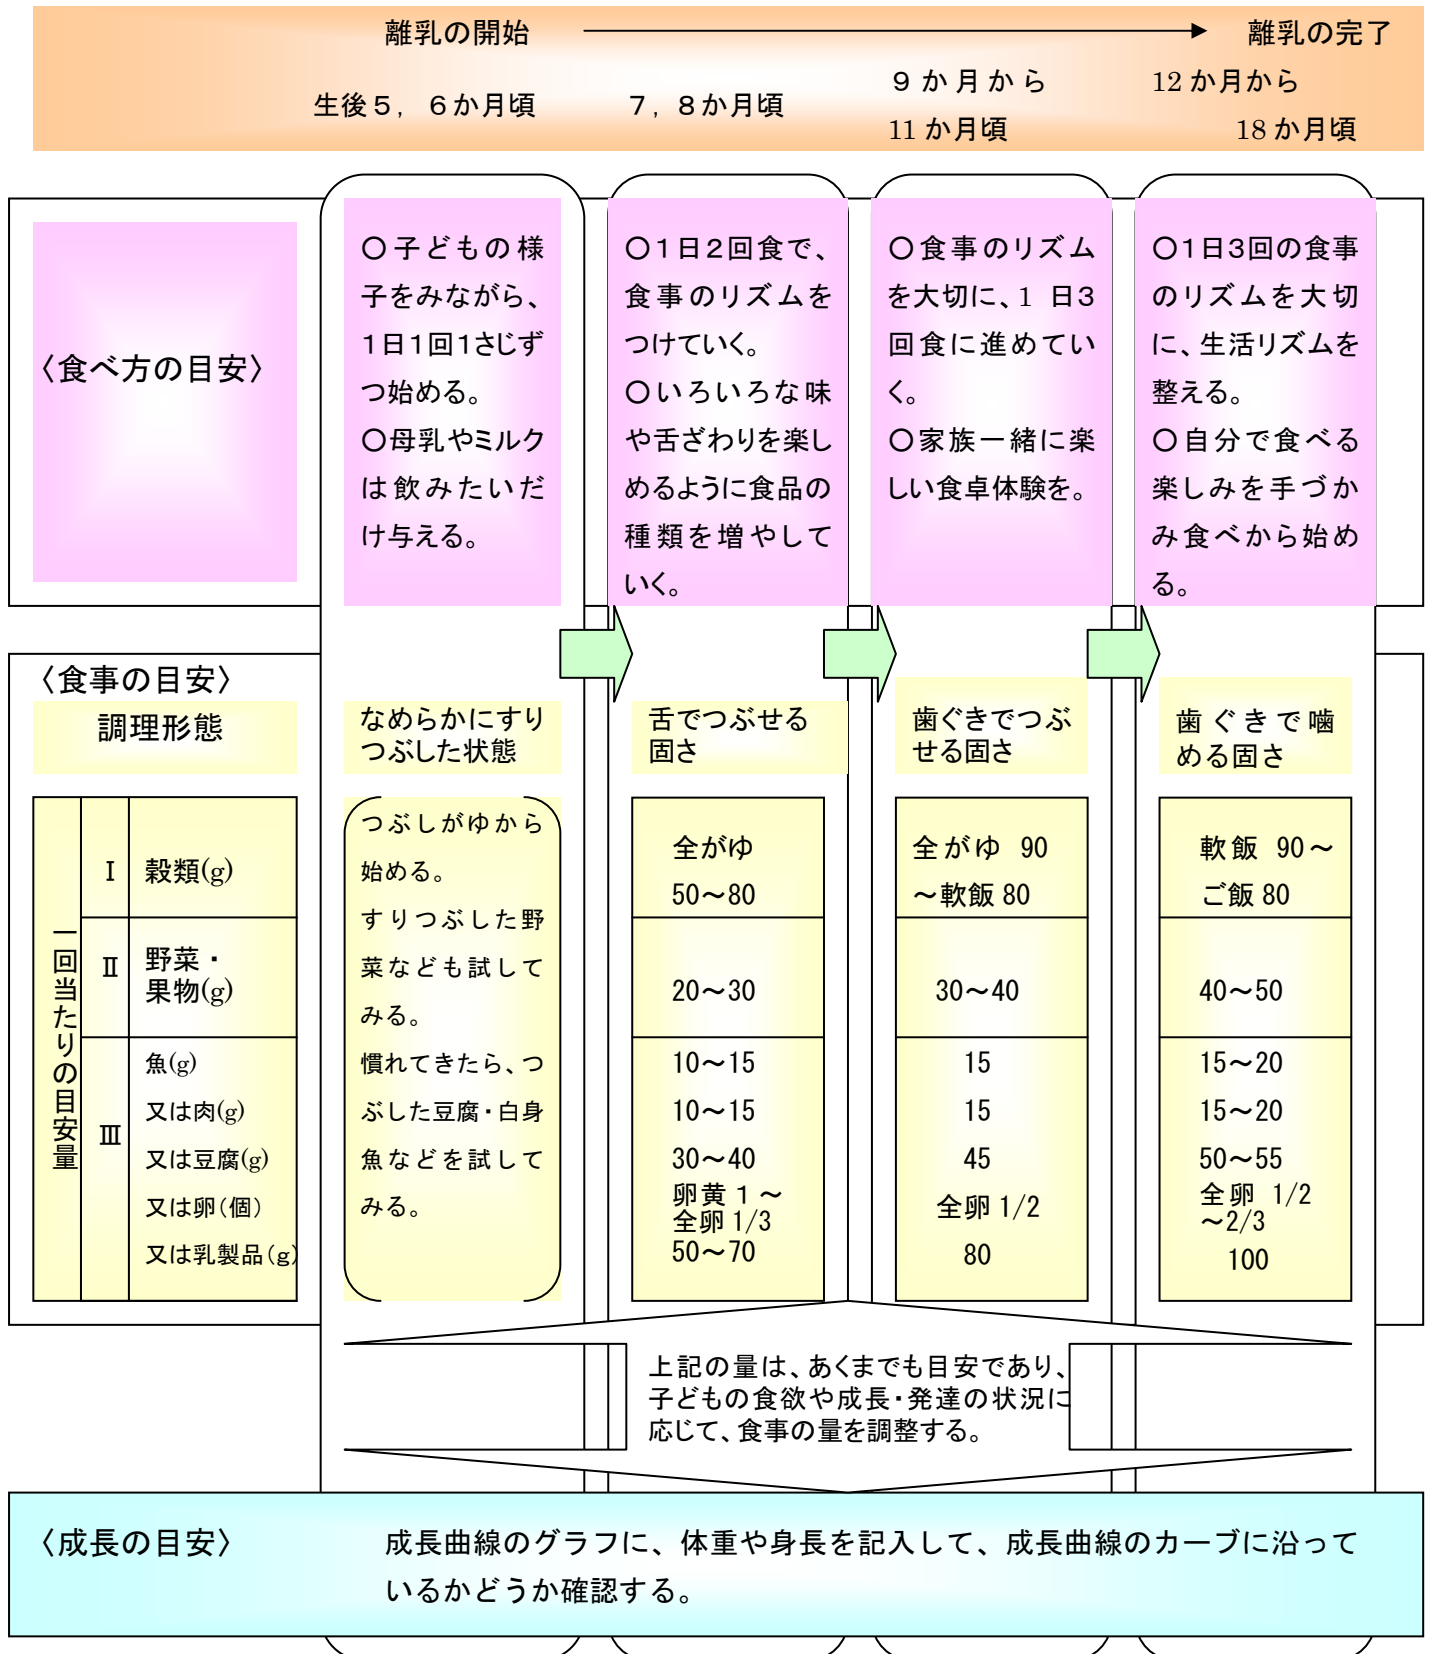 離乳の開始 離乳の完了
生後5，6か月頃
7，8か月頃
9か月から
11か月頃
12か月から
18か月頃
〈食べ方の目安〉
○子どもの様
子をみながら、
1日1回1さじず
つ始める。
○母乳やミルク
は飲みたいだ
け与える。
○1日2回食で、
食事のリズムを
つけていく。
○いろいろな味
や舌ざわりを楽し
めるように食品の
種類を増やして
いく。
○食事のリズム
を大切に、1 日3
回食に進めてい
く。
○家族一緒に楽
しい食卓体験を。
○1日3回の食事
のリズムを大切
に、生活リズムを
整える。
○自分で食べる
楽しみを手づか
み食べから始め
る。
〈食事の目安〉
調理形態
なめらかにすり
つぶした状態
舌でつぶせる
固さ
歯ぐきでつぶ
せる固さ
歯ぐきで噛
める固さ
一回当たりの目安量
Ⅰ 穀類(g)
つぶしがゆから
始める。
すりつぶした野
菜なども試して
みる。
慣れてきたら、つ
ぶした豆腐・白身
魚などを試して
みる。
全がゆ
50～80
全がゆ 90
～軟飯 80
軟飯 90～
ご飯 80
Ⅱ 野菜・
果物(g)
20～30
30～40
40～50
Ⅲ
魚(g) 10～15 15 15～20
又は肉(g) 10～15 15 15～20
又は豆腐(g) 30～40 45 50～55
又は卵(個)
卵黄 1 ～
全卵 1/3
全卵 1/2
全卵 1/2
～2/3
又は乳製品(g) 50～70 80 100
上記の量は、あくまでも目安であり、
子どもの食欲や成長・発達の状況に
応じて、食事の量を調整する。
〈成長の目安〉
成長曲線のグラフに、体重や身長を記入して、成長曲線のカーブに沿って
いるかどうか確認する。